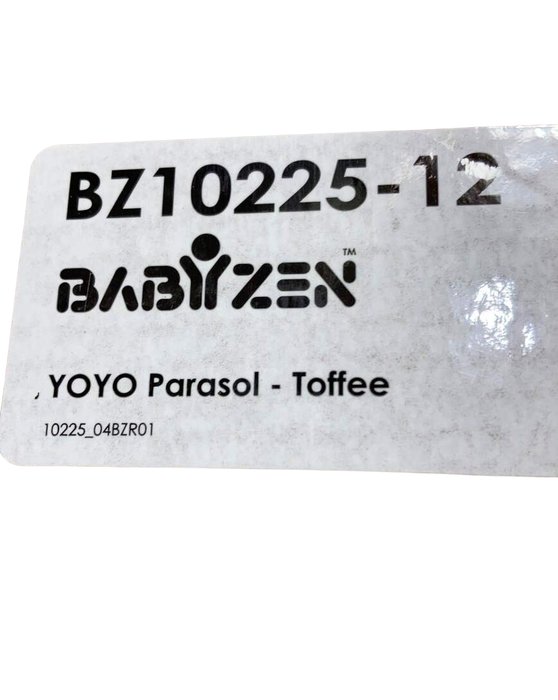 BZ10225-12
BABYZEN™
, YOYO Parasol - Toffee
10225_04BZR01